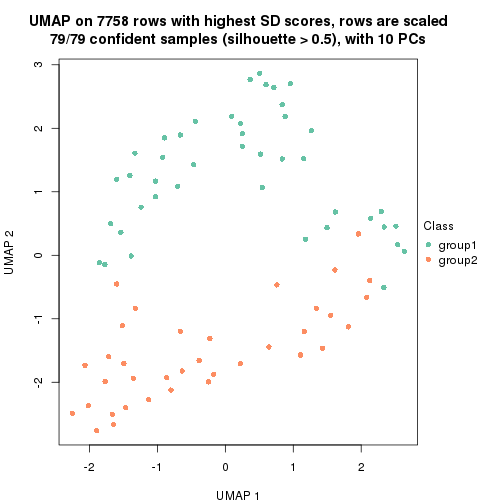 UMAP on 7758 rows with highest SD scores, rows are scaled
79/79 confident samples (silhouette > 0.5), with 10 PCs
3
2
1
0
-1
-2
UMAP 2
-2 -1 0 1 2
UMAP 1
Class
group1
group2